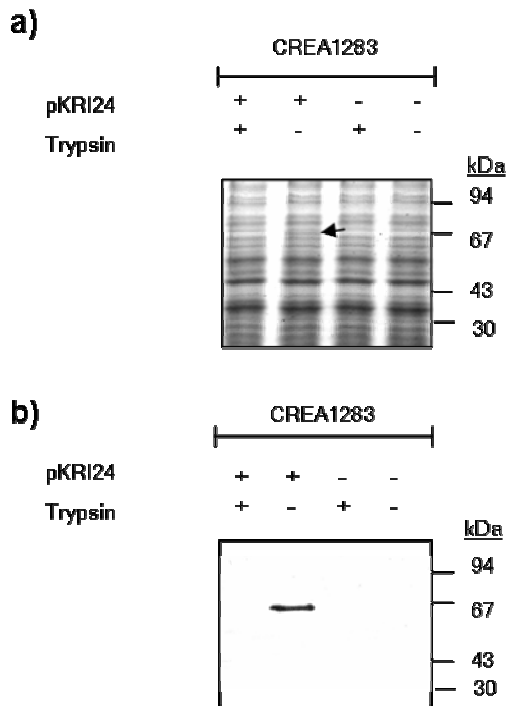 a)
CREA1283
pKRI24 + + - -
Trypsin + - + -
kDa
94
67
43
30
b)
CREA1283
pKRI24 + + - -
Trypsin + - + -
kDa
94
67
43
30